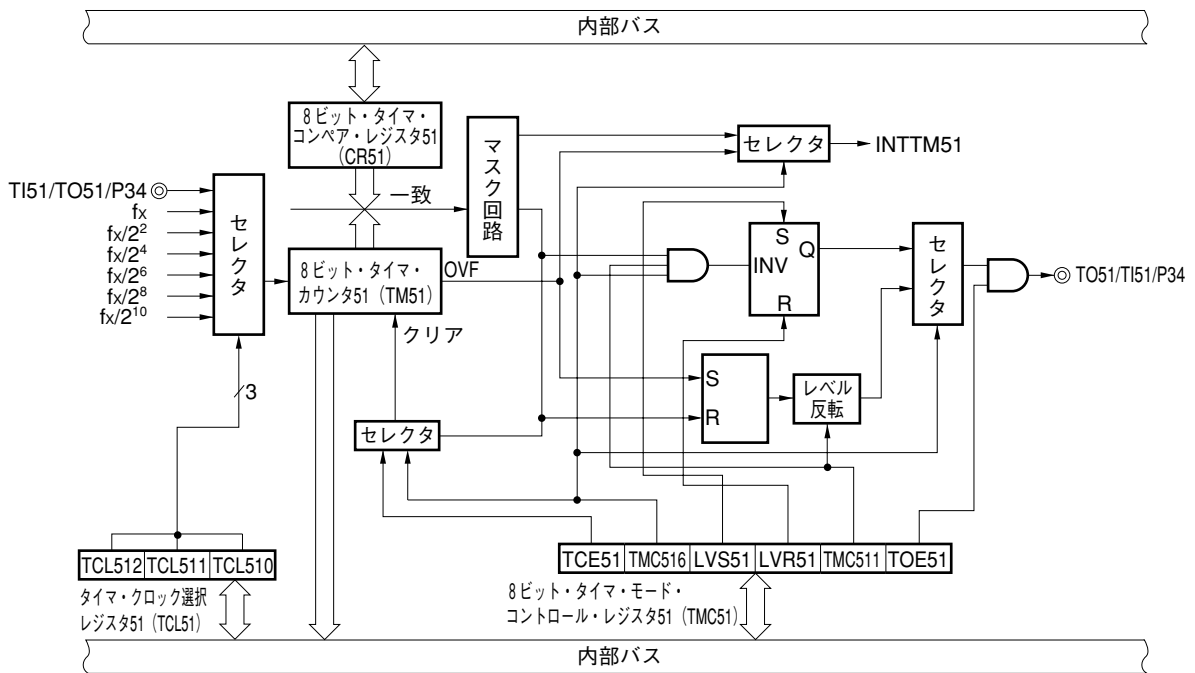 内部バス
8ビット・タイマ・
コンペア・レジスタ51
(CR51)
マスク回路
セレクタ
INTTM51
TI51/TO51/P34
fx
fx/2²
fx/2⁴
fx/2⁶
fx/2⁸
fx/2¹⁰
セレクタ
一致
8ビット・タイマ・
カウンタ51（TM51）
OVF
クリア
S
Q
INV
R
セレクタ
TO51/TI51/P34
S
R
レベル
反転
3
セレクタ
TCL512 TCL511 TCL510
タイマ・クロック選択
レジスタ51（TCL51）
TCE51 TMC516 LVS51 LVR51 TMC511 TOE51
8ビット・タイマ・モード・
コントロール・レジスタ51（TMC51）
内部バス